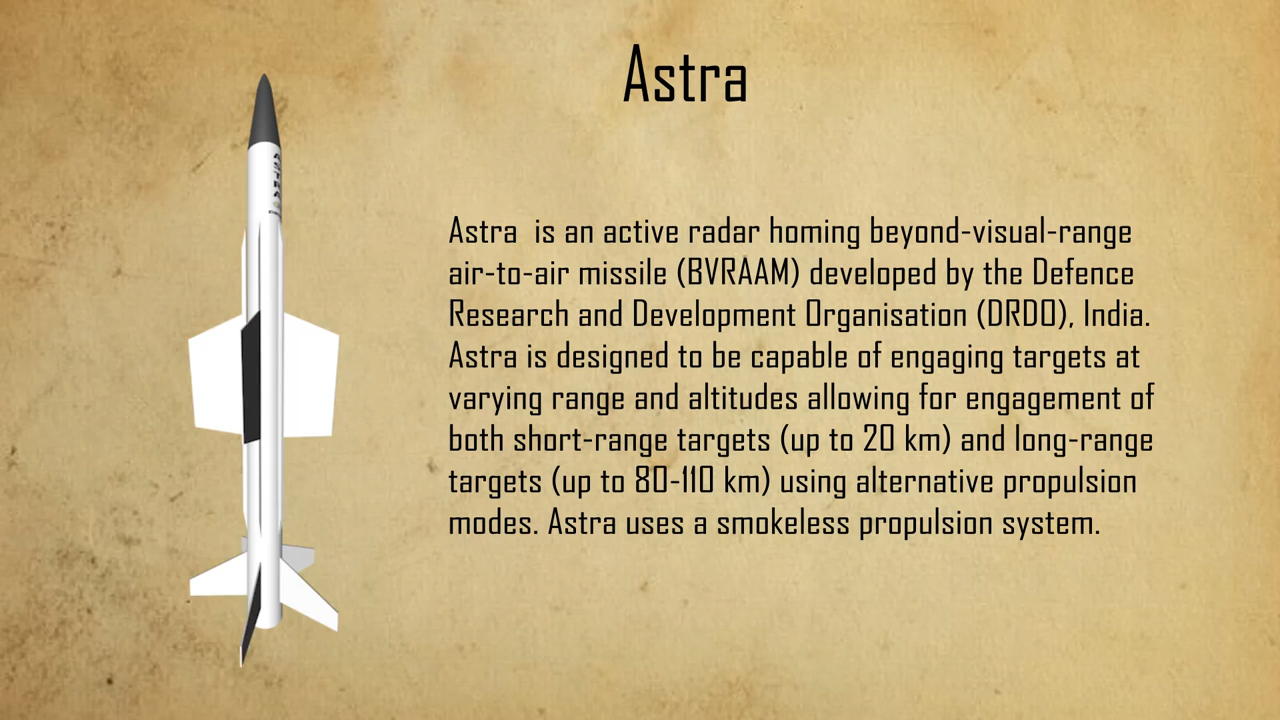 Astra
Astra is an active radar homing beyond-visual-range
air-to-air missile (BVRAAM) developed by the Defence
Research and Development Organisation (DRDO), India.
Astra is designed to be capable of engaging targets at
varying range and altitudes allowing for engagement of
both short-range targets (up to 20 km) and long-range
targets (up to 80-110 km) using alternative propulsion
modes. Astra uses a smokeless propulsion system.